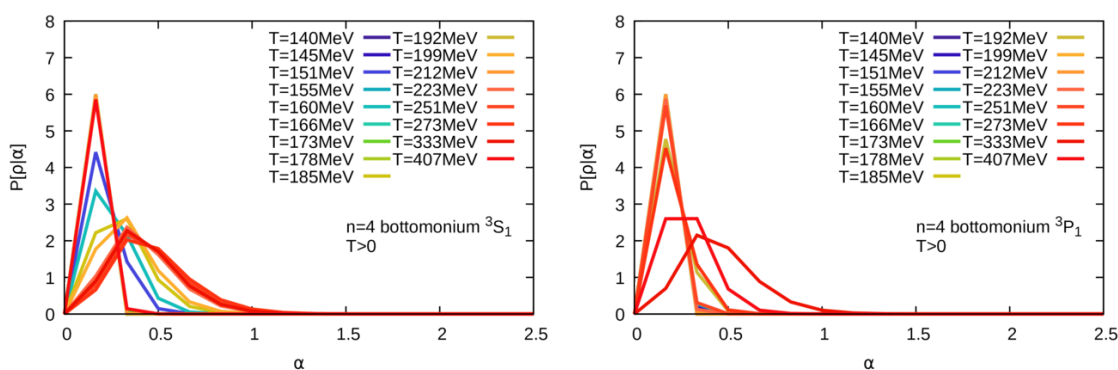 8
7
6
5
4
3
2
1
0
P[ρ|α]
T=140MeV T=192MeV
T=145MeV T=199MeV
T=151MeV T=212MeV
T=155MeV T=223MeV
T=160MeV T=251MeV
T=166MeV T=273MeV
T=173MeV T=333MeV
T=178MeV T=407MeV
T=185MeV
n=4 bottomonium ³S₁
T>0
0 0.5 1 1.5 2 2.5
α
8
7
6
5
4
3
2
1
0
P[ρ|α]
T=140MeV T=192MeV
T=145MeV T=199MeV
T=151MeV T=212MeV
T=155MeV T=223MeV
T=160MeV T=251MeV
T=166MeV T=273MeV
T=173MeV T=333MeV
T=178MeV T=407MeV
T=185MeV
n=4 bottomonium ³P₁
T>0
0 0.5 1 1.5 2 2.5
α